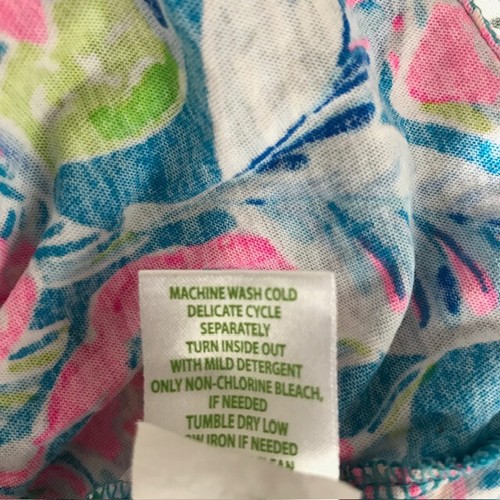 MACHINE WASH COLD
DELICATE CYCLE
SEPARATELY
TURN INSIDE OUT
WITH MILD DETERGENT
ONLY NON-CHLORINE BLEACH,
IF NEEDED
TUMBLE DRY LOW
IRON IF NEEDED